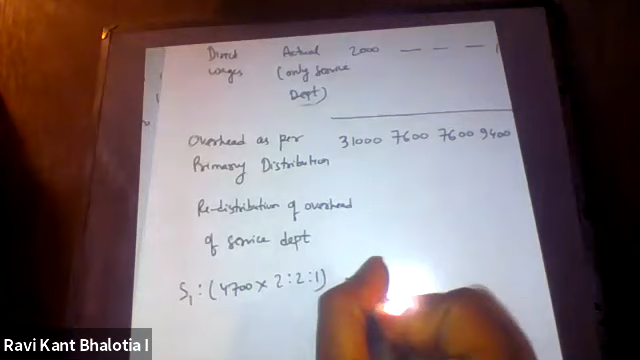 Direct Actual 2000 — — —
wages (only service
Dept)
Overhead as per 31000 7600 7600 9400
Primary Distribution
Re-distribution of overhead
of service dept
S₁ : (4700 × 2:2:1)
Ravi Kant Bhalotia I